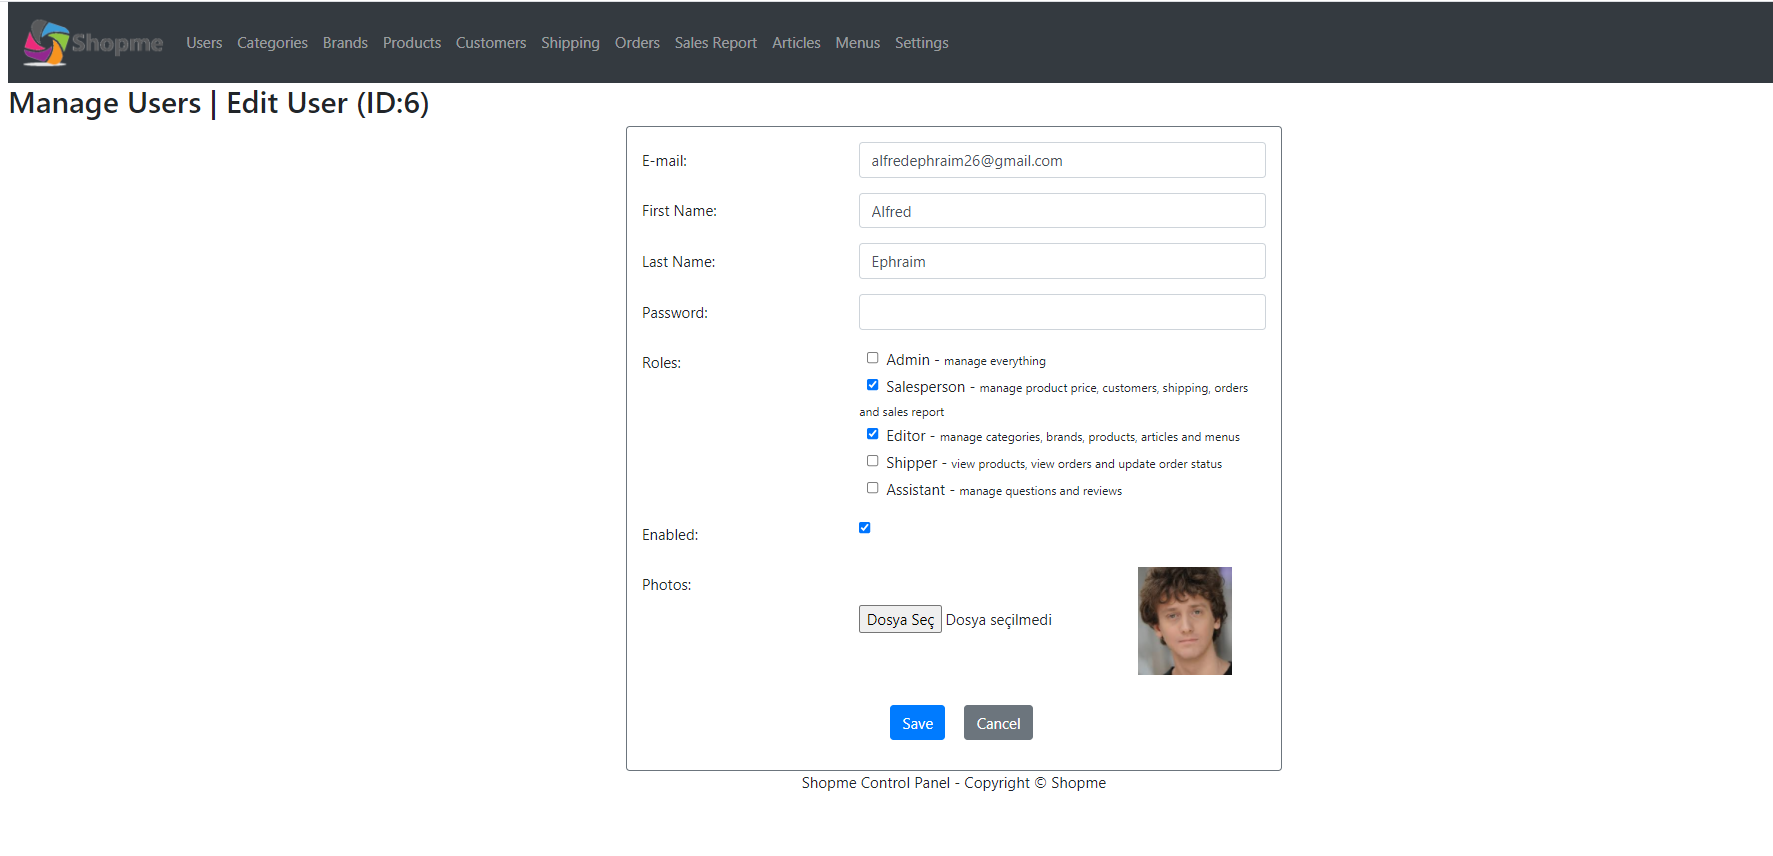 Shopme Users Categories Brands Products Customers Shipping Orders Sales Report Articles Menus Settings
Manage Users | Edit User (ID:6)
E-mail: alfredephraim26@gmail.com
First Name: Alfred
Last Name: Ephraim
Password:
Roles: Admin - manage everything
Salesperson - manage product price, customers, shipping, orders
and sales report
Editor - manage categories, brands, products, articles and menus
Shipper - view products, view orders and update order status
Assistant - manage questions and reviews
Enabled:
Photos:
Dosya Seç Dosya seçilmedi
Save Cancel
Shopme Control Panel - Copyright © Shopme